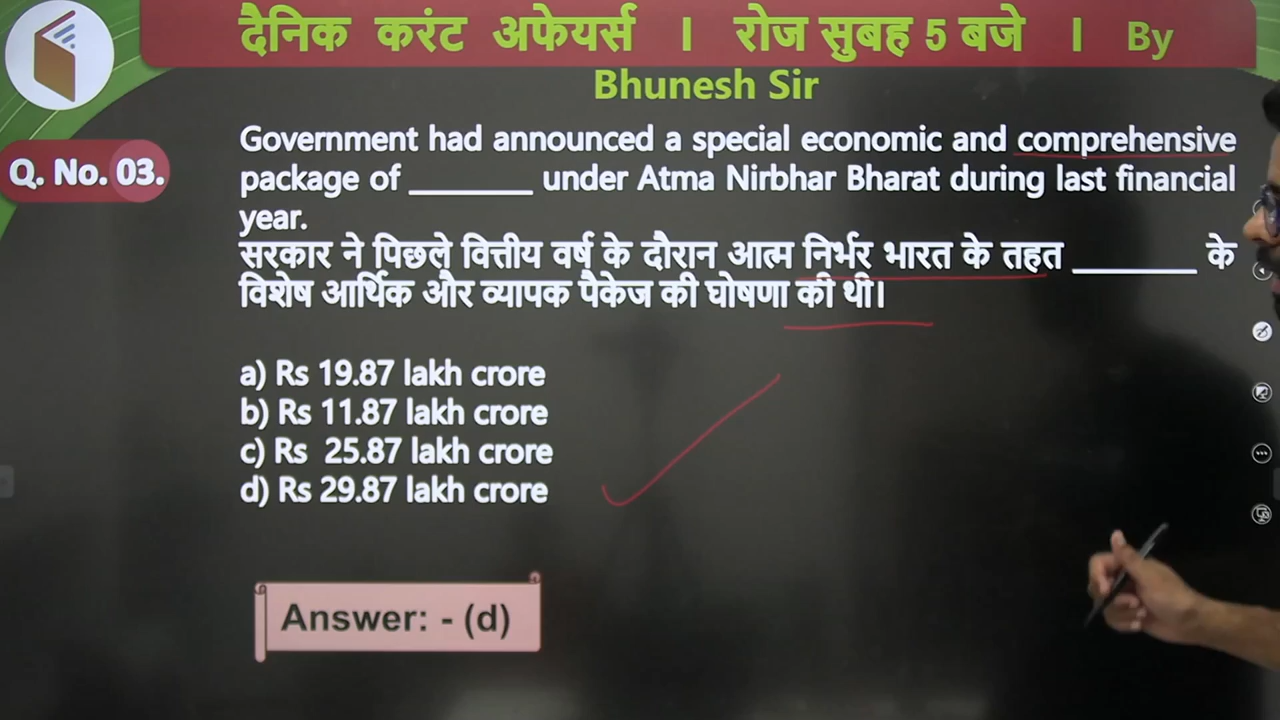 दैनिक करंट अफेयर्स । रोज सुबह 5 बजे । By
Bhunesh Sir
Q. No. 03.
Government had announced a special economic and comprehensive
package of ________ under Atma Nirbhar Bharat during last financial
year.
सरकार ने पिछले वित्तीय वर्ष के दौरान आत्म निर्भर भारत के तहत ________ के
विशेष आर्थिक और व्यापक पैकेज की घोषणा की थी।
a) Rs 19.87 lakh crore
b) Rs 11.87 lakh crore
c) Rs 25.87 lakh crore
d) Rs 29.87 lakh crore
Answer: - (d)